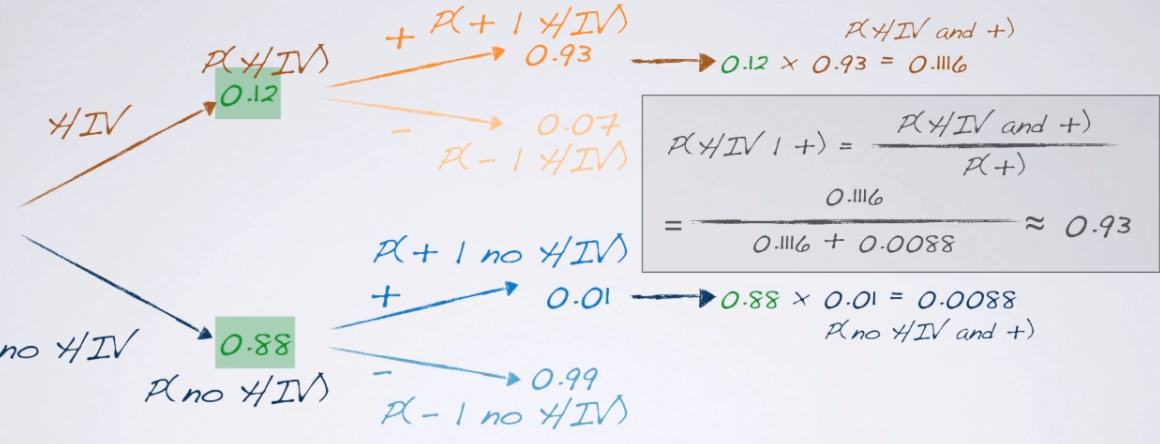 P(+ | HIV)
+
0.93
P(HIV and +)
0.12 × 0.93 = 0.1116
P(HIV)
0.12
HIV
-
0.07
P(- | HIV)
P(HIV | +) = P(HIV and +)
P(+)
0.1116
= ≈ 0.93
0.1116 + 0.0088
P(+ | no HIV)
+
0.01
0.88 × 0.01 = 0.0088
P(no HIV and +)
no HIV
0.88
P(no HIV)
-
0.99
P(- | no HIV)